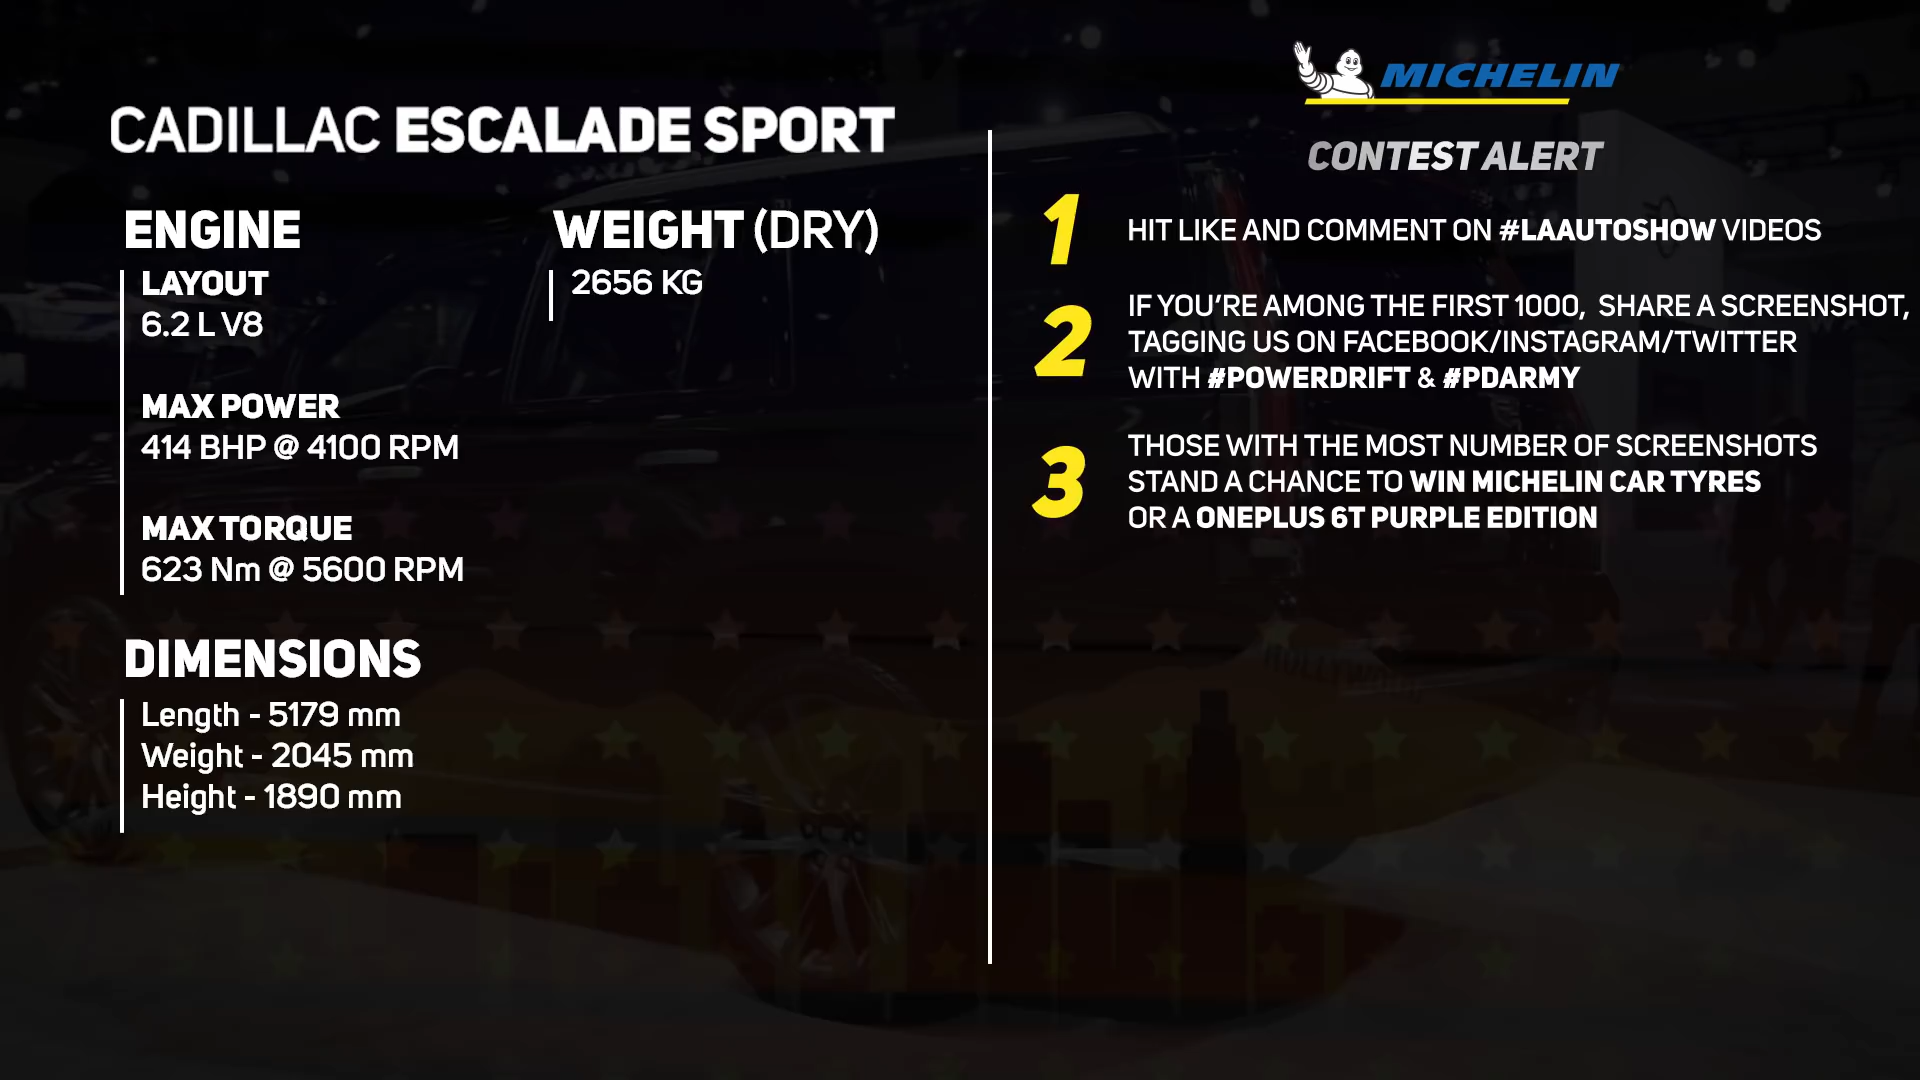 CADILLAC ESCALADE SPORT
ENGINE
LAYOUT
6.2 L V8
MAX POWER
414 BHP @ 4100 RPM
MAX TORQUE
623 Nm @ 5600 RPM
DIMENSIONS
Length - 5179 mm
Weight - 2045 mm
Height - 1890 mm
WEIGHT (DRY)
2656 KG
MICHELIN
CONTEST ALERT
1 HIT LIKE AND COMMENT ON #LAAUTOSHOW VIDEOS
2 IF YOU'RE AMONG THE FIRST 1000, SHARE A SCREENSHOT,
TAGGING US ON FACEBOOK/INSTAGRAM/TWITTER
WITH #POWERDRIFT & #PDARMY
3 THOSE WITH THE MOST NUMBER OF SCREENSHOTS
STAND A CHANCE TO WIN MICHELIN CAR TYRES
OR A ONEPLUS 6T PURPLE EDITION
HOLLYWOOD